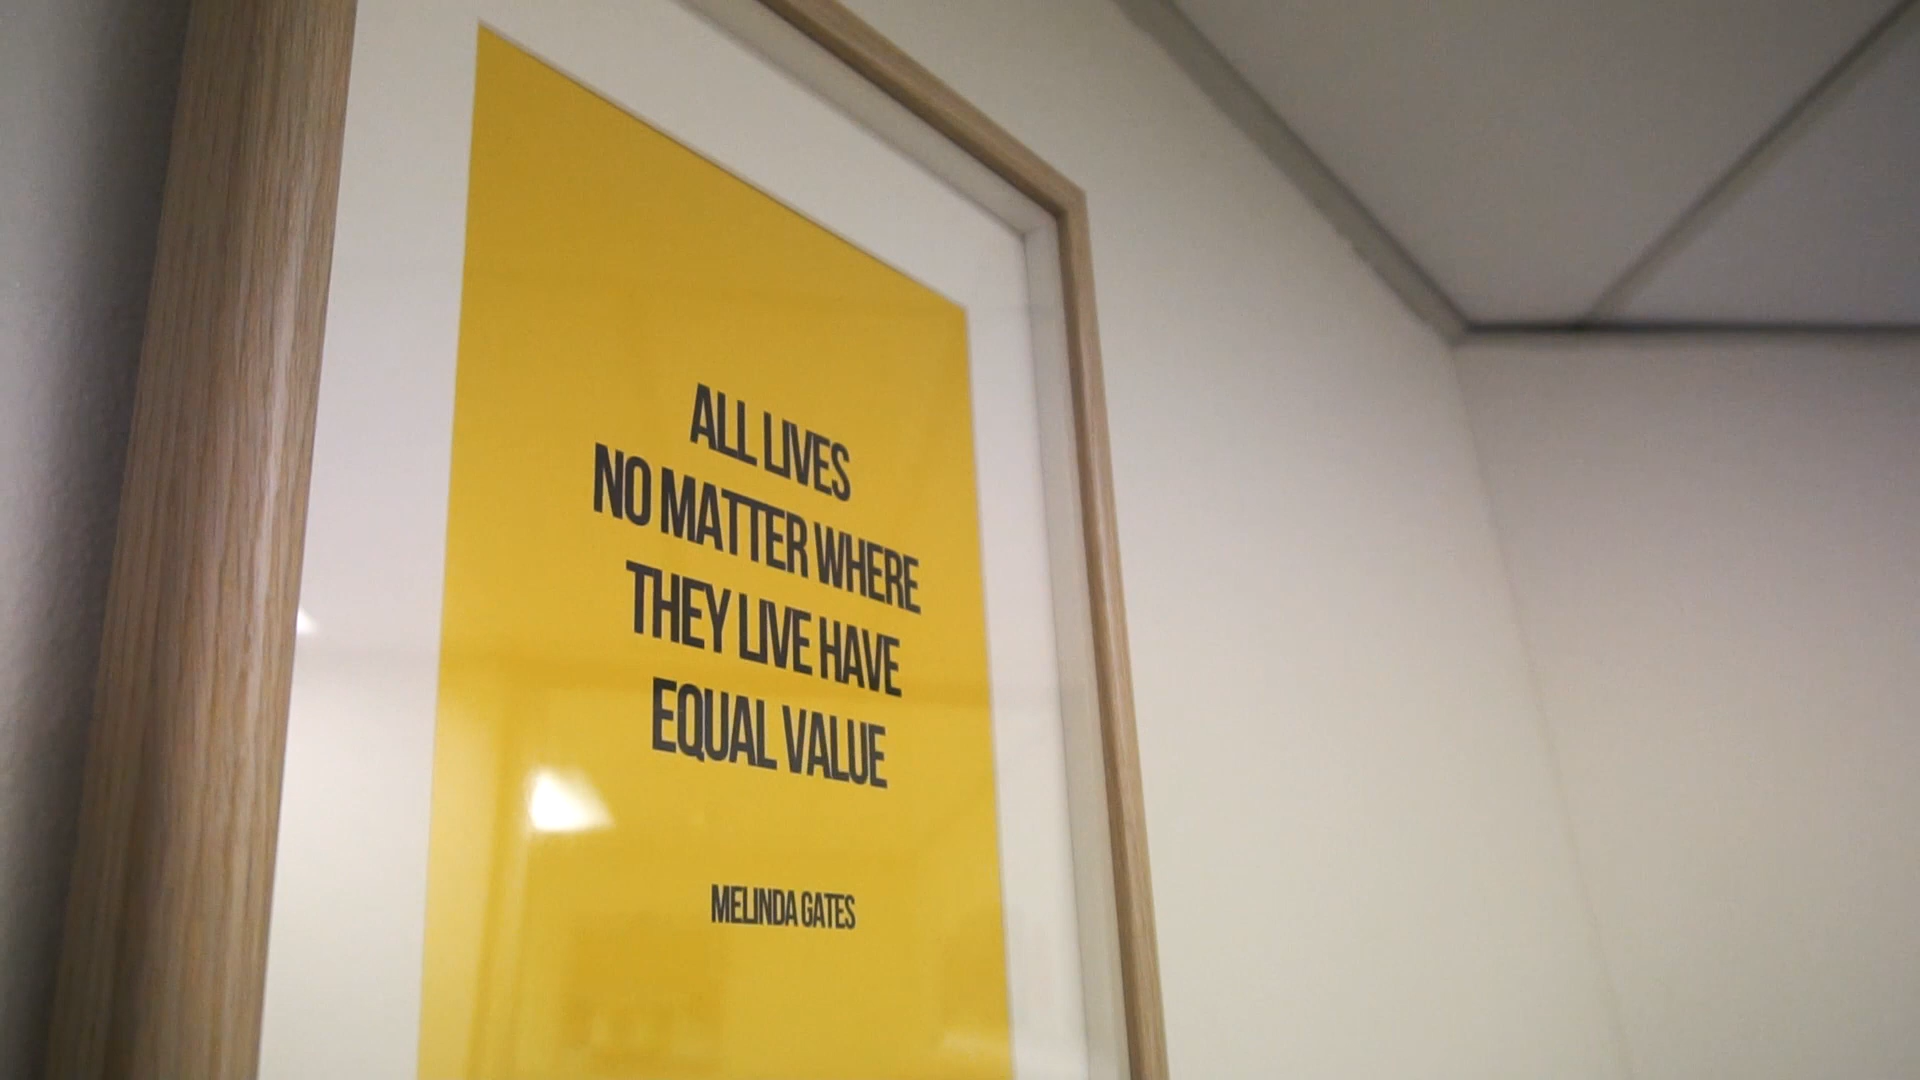 ALL LIVES
NO MATTER WHERE
THEY LIVE HAVE
EQUAL VALUE
MELINDA GATES